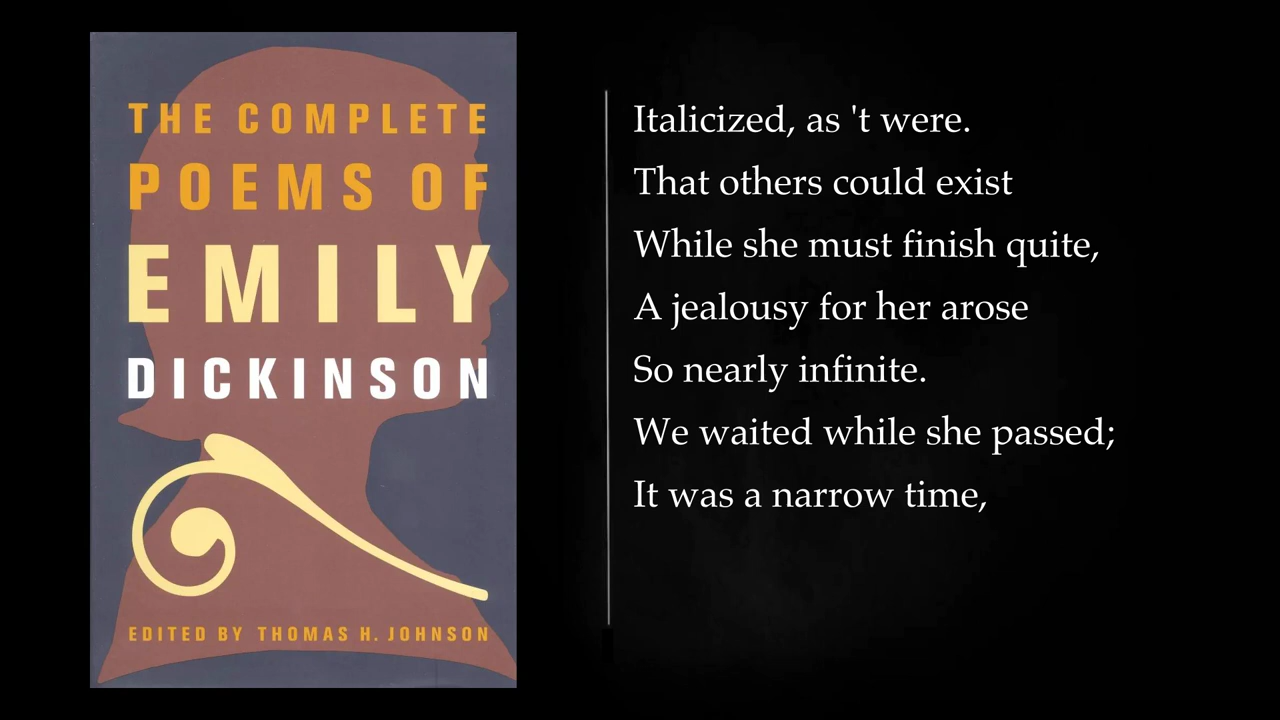 THE COMPLETE
POEMS OF
EMILY
DICKINSON
EDITED BY THOMAS H. JOHNSON
Italicized, as 't were.
That others could exist
While she must finish quite,
A jealousy for her arose
So nearly infinite.
We waited while she passed;
It was a narrow time,